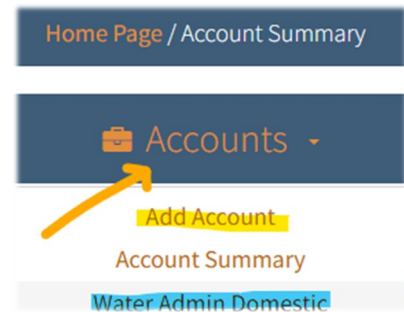 Home Page / Account Summary
Accounts
Add Account
Account Summary
Water Admin Domestic